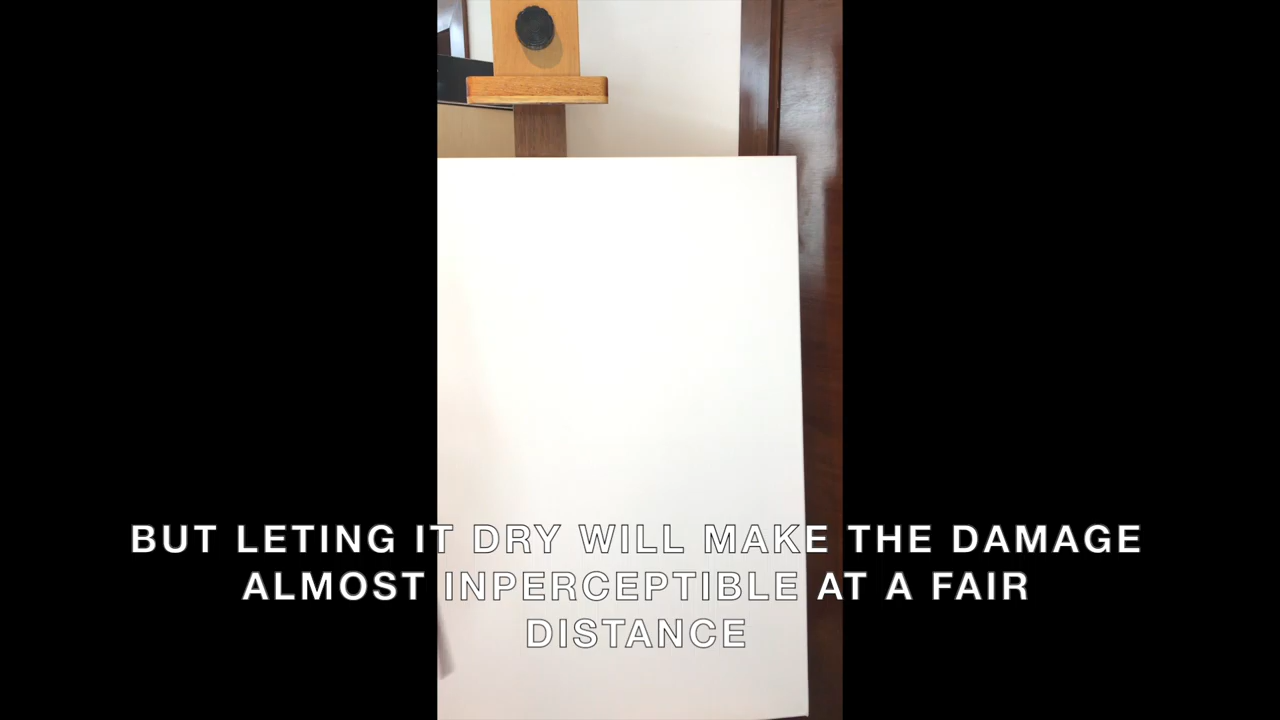 BUT LETING IT DRY WILL MAKE THE DAMAGE
ALMOST INPERCEPTIBLE AT A FAIR
DISTANCE